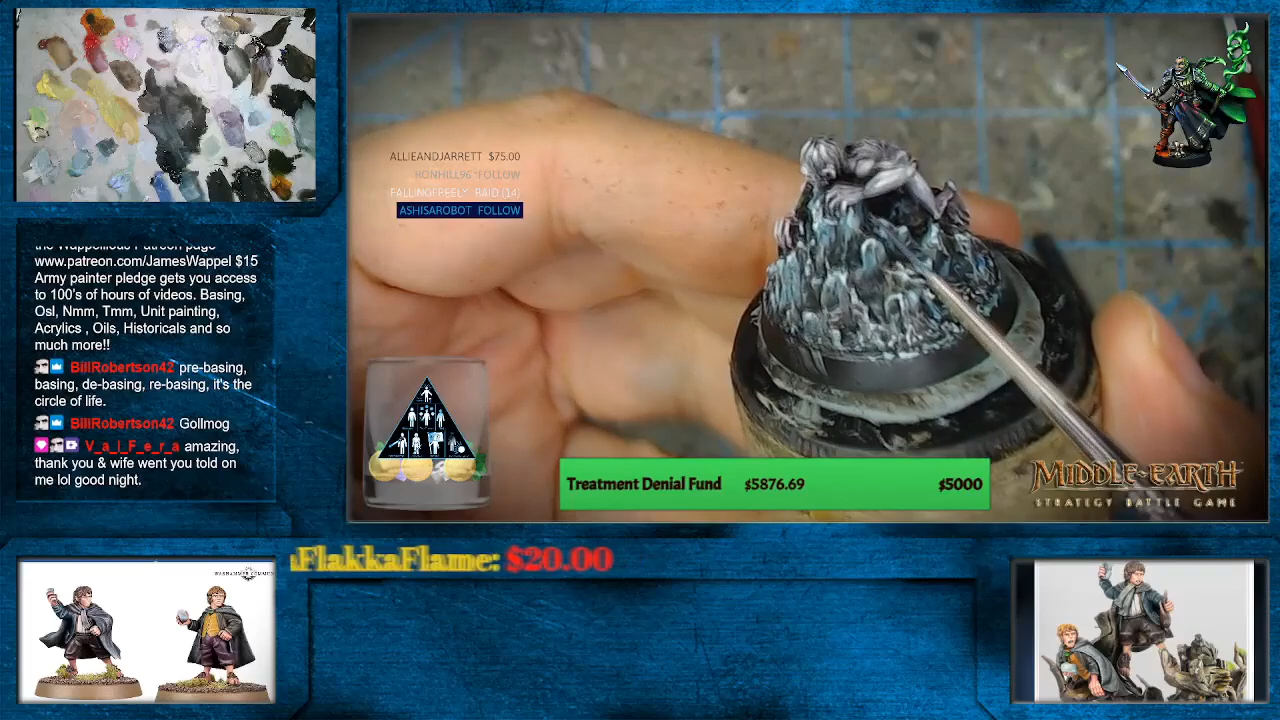 the Wappellious Patreon page
www.patreon.com/JamesWappel $15
Army painter pledge gets you access
to 100's of hours of videos. Basing,
Osl, Nmm, Tmm, Unit painting,
Acrylics , Oils, Historicals and so
much more!!
BillRobertson42 pre-basing,
basing, de-basing, re-basing, it's the
circle of life.
BillRobertson42 Gollmog
V_a_l_F_e_r_a amazing,
thank you & wife went you told on
me lol good night.
ALLIEANDJARRETT $75.00
RONHILL96 FOLLOW
FALLINGFREELY RAID (14)
ASHISAROBOT FOLLOW
Treatment Denial Fund $5876.69 $5000
MIDDLE-EARTH
STRATEGY BATTLE GAME
FlakkaFlame: $20.00